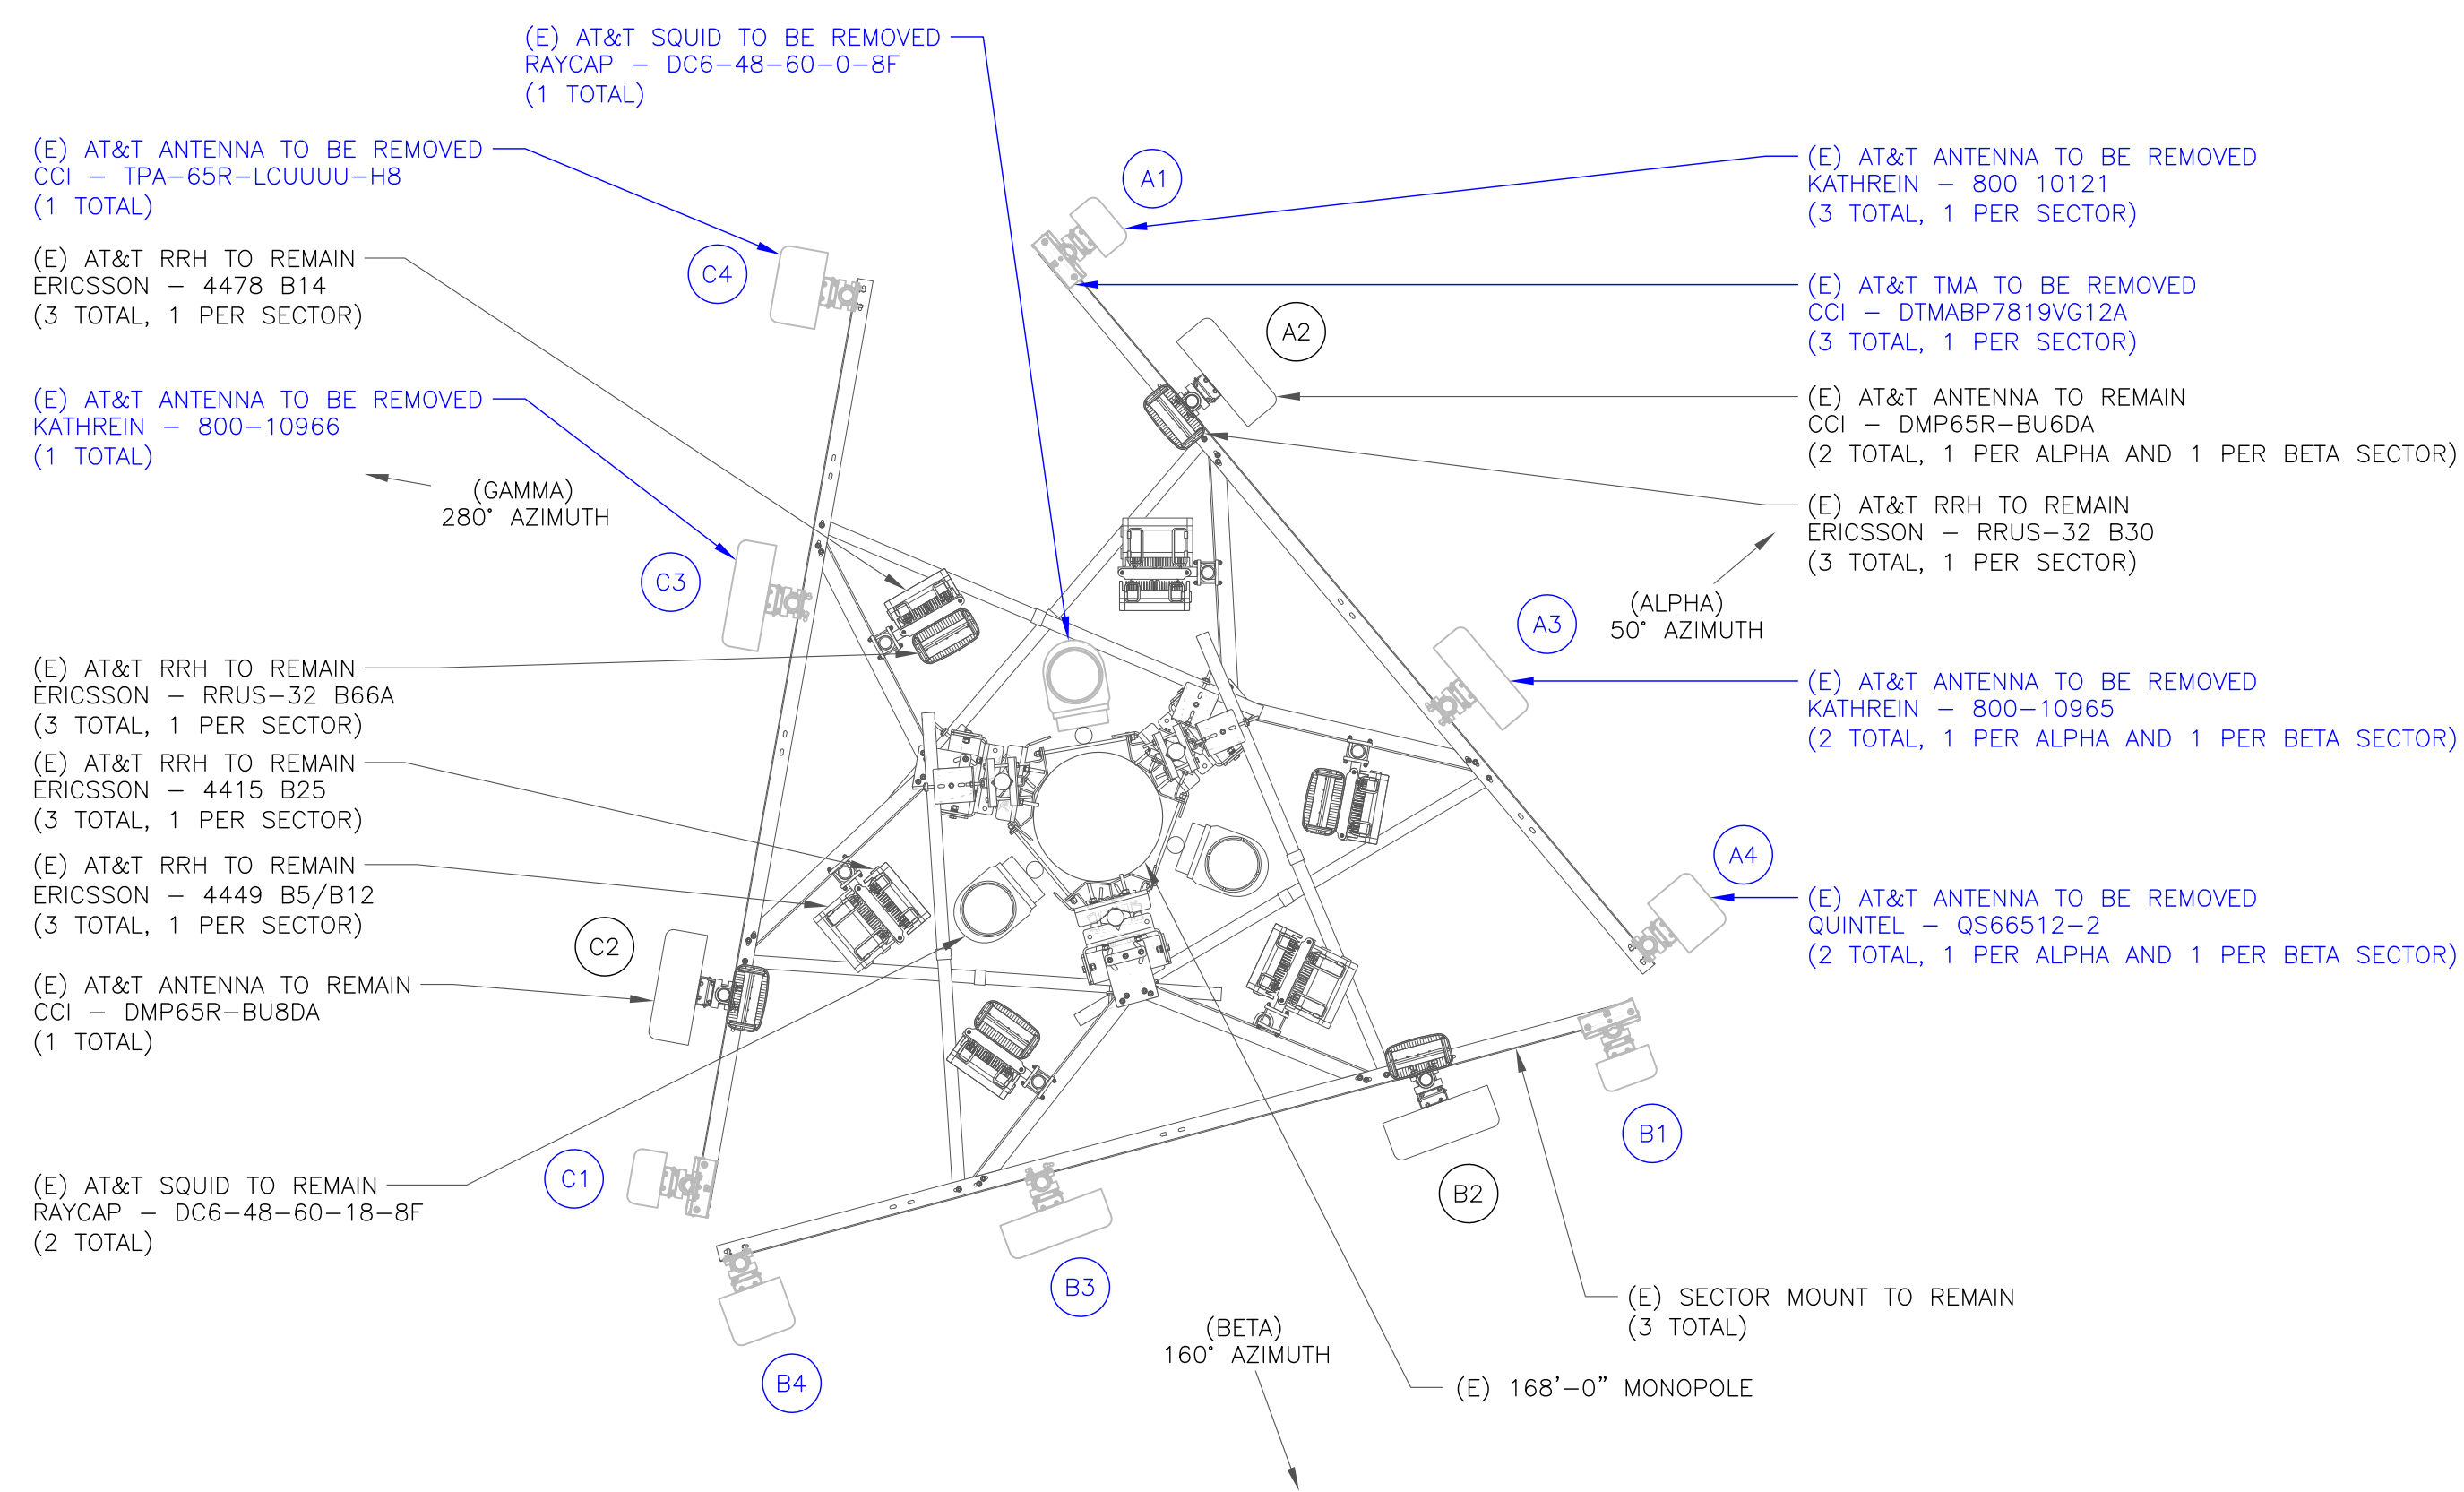 (E) AT&T SQUID TO BE REMOVED
RAYCAP – DC6–48–60–0–8F
(1 TOTAL)
(E) AT&T ANTENNA TO BE REMOVED
CCI – TPA–65R–LCUUUU–H8
(1 TOTAL)
(E) AT&T RRH TO REMAIN
ERICSSON – 4478 B14
(3 TOTAL, 1 PER SECTOR)
(E) AT&T ANTENNA TO BE REMOVED
KATHREIN – 800–10966
(1 TOTAL)
(GAMMA)
280° AZIMUTH
(E) AT&T RRH TO REMAIN
ERICSSON – RRUS–32 B66A
(3 TOTAL, 1 PER SECTOR)
(E) AT&T RRH TO REMAIN
ERICSSON – 4415 B25
(3 TOTAL, 1 PER SECTOR)
(E) AT&T RRH TO REMAIN
ERICSSON – 4449 B5/B12
(3 TOTAL, 1 PER SECTOR)
(E) AT&T ANTENNA TO REMAIN
CCI – DMP65R–BU8DA
(1 TOTAL)
(E) AT&T SQUID TO REMAIN
RAYCAP – DC6–48–60–18–8F
(2 TOTAL)
C4
C3
C2
C1
A1
A2
A3
A4
B1
B2
B3
B4
(E) AT&T ANTENNA TO BE REMOVED
KATHREIN – 800 10121
(3 TOTAL, 1 PER SECTOR)
(E) AT&T TMA TO BE REMOVED
CCI – DTMABP7819VG12A
(3 TOTAL, 1 PER SECTOR)
(E) AT&T ANTENNA TO REMAIN
CCI – DMP65R–BU6DA
(2 TOTAL, 1 PER ALPHA AND 1 PER BETA SECTOR)
(E) AT&T RRH TO REMAIN
ERICSSON – RRUS–32 B30
(3 TOTAL, 1 PER SECTOR)
(ALPHA)
50° AZIMUTH
(E) AT&T ANTENNA TO BE REMOVED
KATHREIN – 800–10965
(2 TOTAL, 1 PER ALPHA AND 1 PER BETA SECTOR)
(E) AT&T ANTENNA TO BE REMOVED
QUINTEL – QS66512–2
(2 TOTAL, 1 PER ALPHA AND 1 PER BETA SECTOR)
(E) SECTOR MOUNT TO REMAIN
(3 TOTAL)
(BETA)
160° AZIMUTH
(E) 168'–0" MONOPOLE